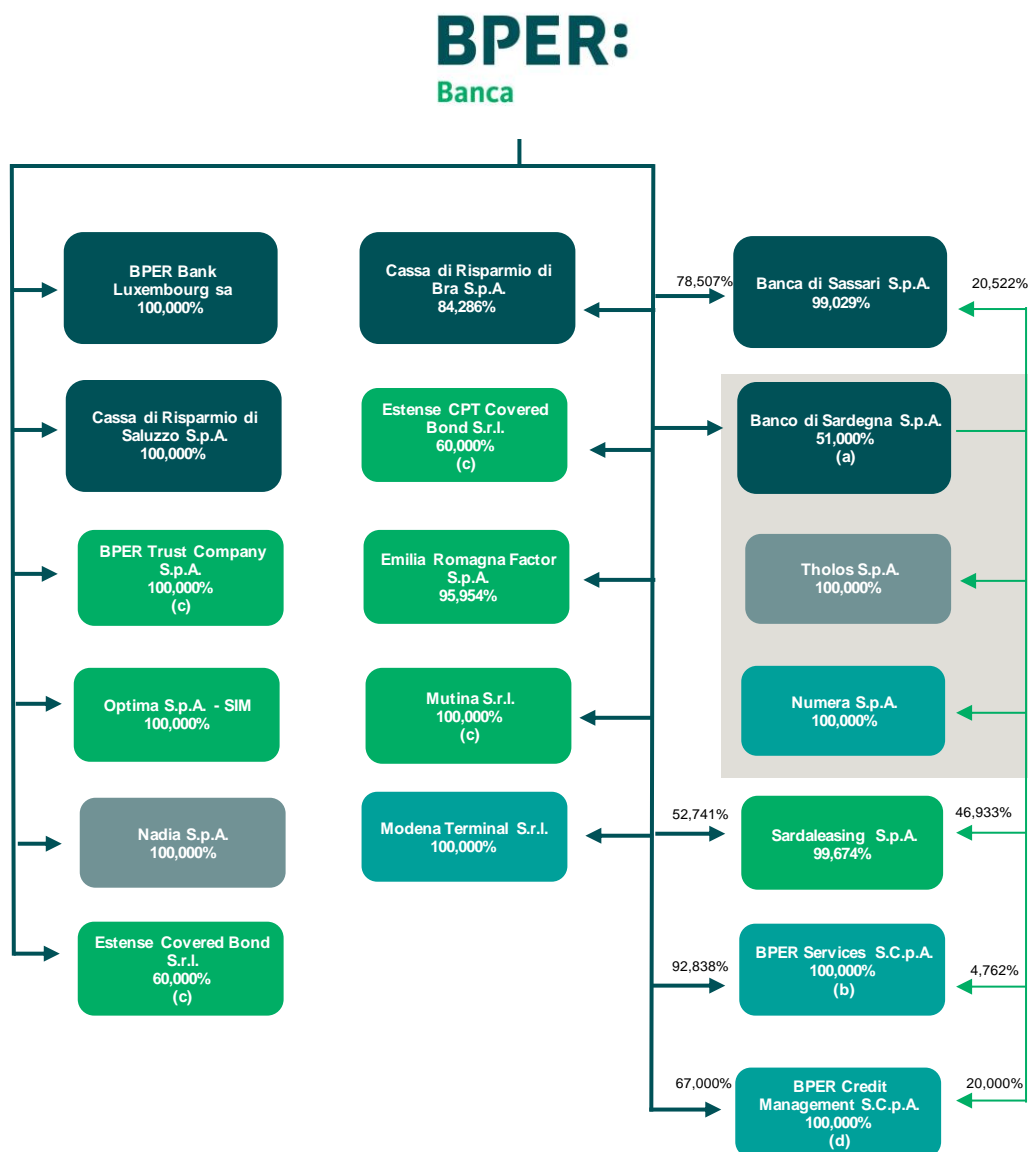 BPER:
Banca
BPER Bank
Luxembourg sa
100,000%
Cassa di Risparmio di
Bra S.p.A.
84,286%
78,507%
Banca di Sassari S.p.A.
99,029%
20,522%
Cassa di Risparmio di
Saluzzo S.p.A.
100,000%
Estense CPT Covered
Bond S.r.l.
60,000%
(c)
Banco di Sardegna S.p.A.
51,000%
(a)
BPER Trust Company
S.p.A.
100,000%
(c)
Emilia Romagna Factor
S.p.A.
95,954%
Tholos S.p.A.
100,000%
Optima S.p.A. - SIM
100,000%
Mutina S.r.l.
100,000%
(c)
Numera S.p.A.
100,000%
Nadia S.p.A.
100,000%
Modena Terminal S.r.l.
100,000%
52,741%
Sardaleasing S.p.A.
99,674%
46,933%
Estense Covered Bond
S.r.l.
60,000%
(c)
92,838%
BPER Services S.C.p.A.
100,000%
(b)
4,762%
67,000%
BPER Credit
Management S.C.p.A.
100,000%
(d)
20,000%